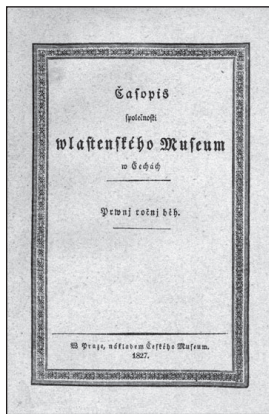 Časopis
společnosti
wlastenského Museum
w Čechách
Prwnj ročnj běh.
W Praze, nákladem Českého Museum.
1827.